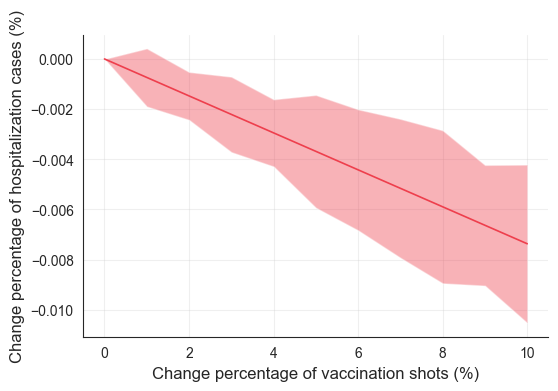 Change percentage of hospitalization cases (%)
0.000
−0.002
−0.004
−0.006
−0.008
−0.010
0 2 4 6 8 10
Change percentage of vaccination shots (%)